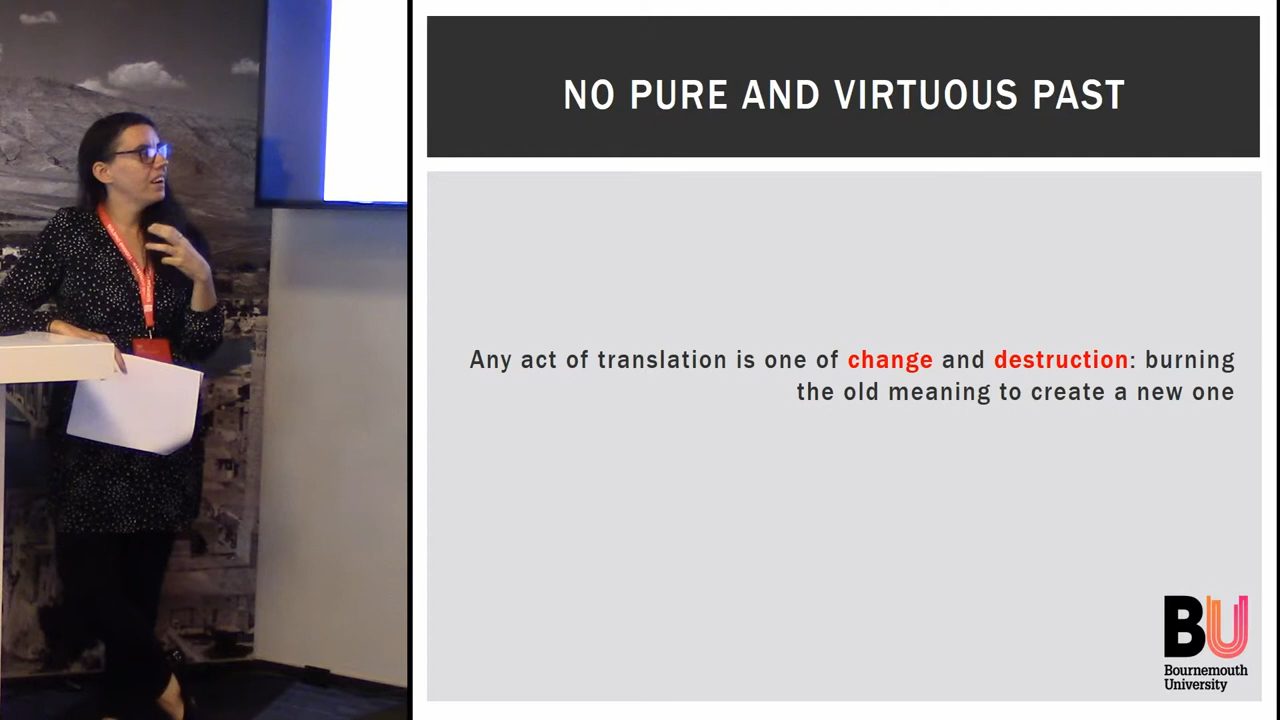 NO PURE AND VIRTUOUS PAST
Any act of translation is one of change and destruction: burning
the old meaning to create a new one
BU
Bournemouth
University